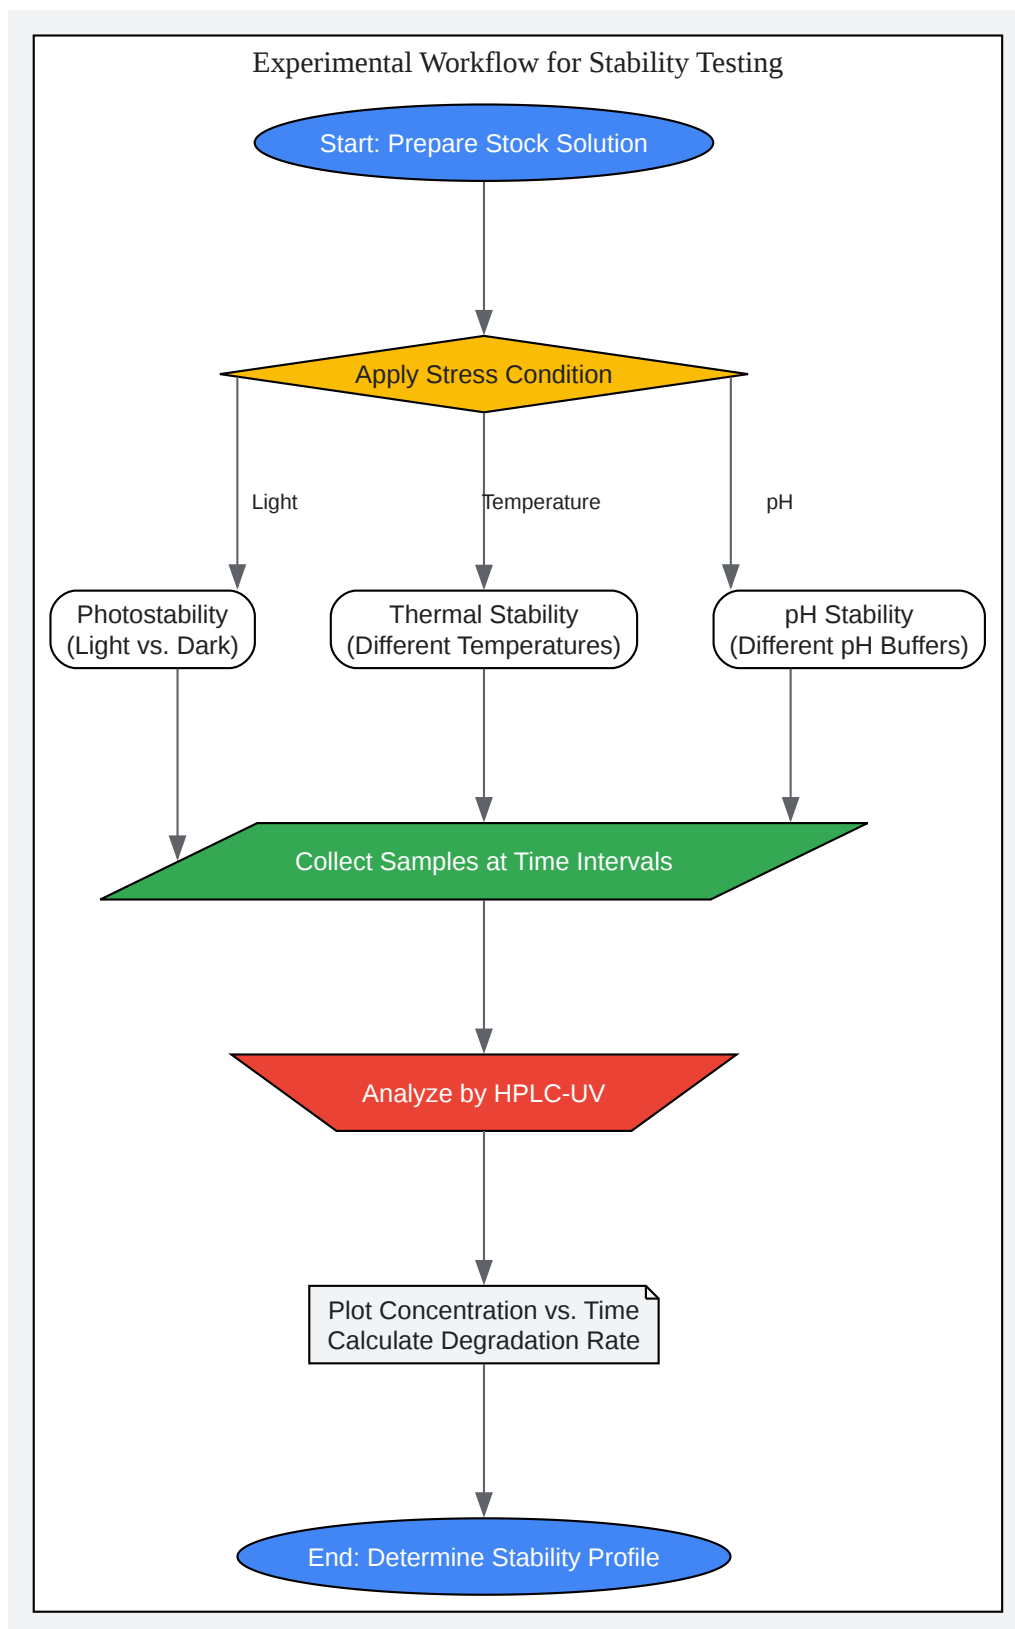 Experimental Workflow for Stability Testing
Start: Prepare Stock Solution
Apply Stress Condition
Light
Temperature
pH
Photostability
(Light vs. Dark)
Thermal Stability
(Different Temperatures)
pH Stability
(Different pH Buffers)
Collect Samples at Time Intervals
Analyze by HPLC-UV
Plot Concentration vs. Time
Calculate Degradation Rate
End: Determine Stability Profile